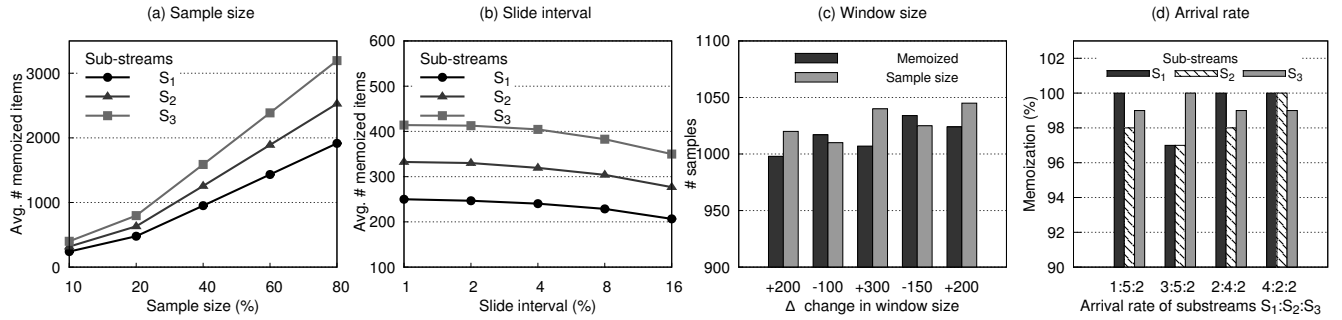 (a) Sample size
Avg. # memoized items
3000
2000
1000
0
Sub-streams
S1
S2
S3
10 20 40 60 80
Sample size (%)
(b) Slide interval
Avg. # memoized items
600
500
400
300
200
100
Sub-streams
S1
S2
S3
1 2 4 8 16
Slide interval (%)
(c) Window size
# samples
1100
1050
1000
950
900
Memoized
Sample size
+200 -100 +300 -150 +200
Δ change in window size
(d) Arrival rate
Memoization (%)
102
100
98
96
94
92
90
Sub-streams
S1 S2 S3
1:5:2 3:5:2 2:4:2 4:2:2
Arrival rate of substreams S1:S2:S3